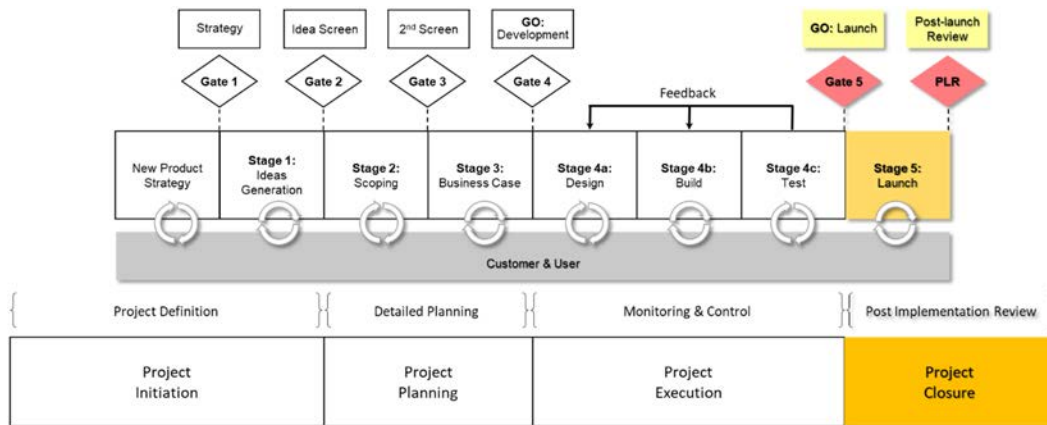 Strategy
Idea Screen
2nd Screen
GO:
Development
GO: Launch
Post-launch
Review
Gate 1
Gate 2
Gate 3
Gate 4
Feedback
Gate 5
PLR
New Product
Strategy
Stage 1:
Ideas
Generation
Stage 2:
Scoping
Stage 3:
Business Case
Stage 4a:
Design
Stage 4b:
Build
Stage 4c:
Test
Stage 5:
Launch
Customer & User
Project Definition
Detailed Planning
Monitoring & Control
Post Implementation Review
Project
Initiation
Project
Planning
Project
Execution
Project
Closure